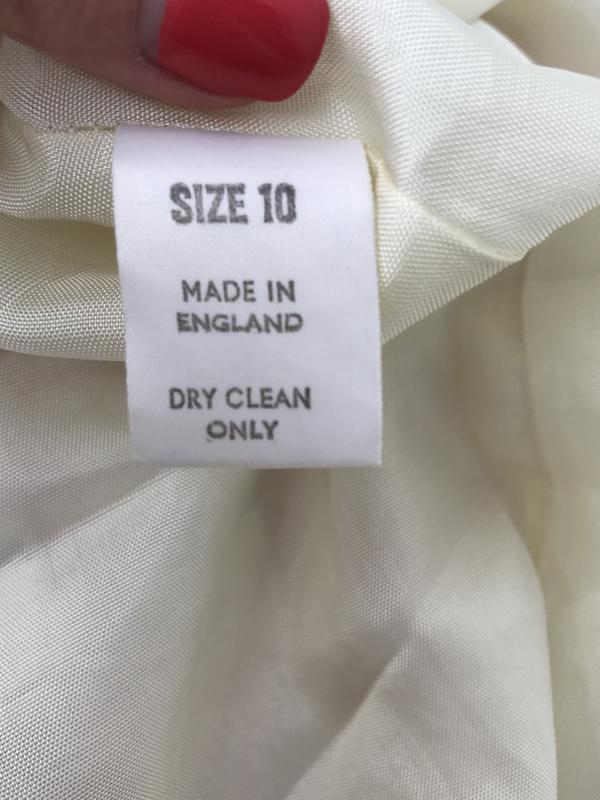 SIZE 10
MADE IN
ENGLAND
DRY CLEAN
ONLY